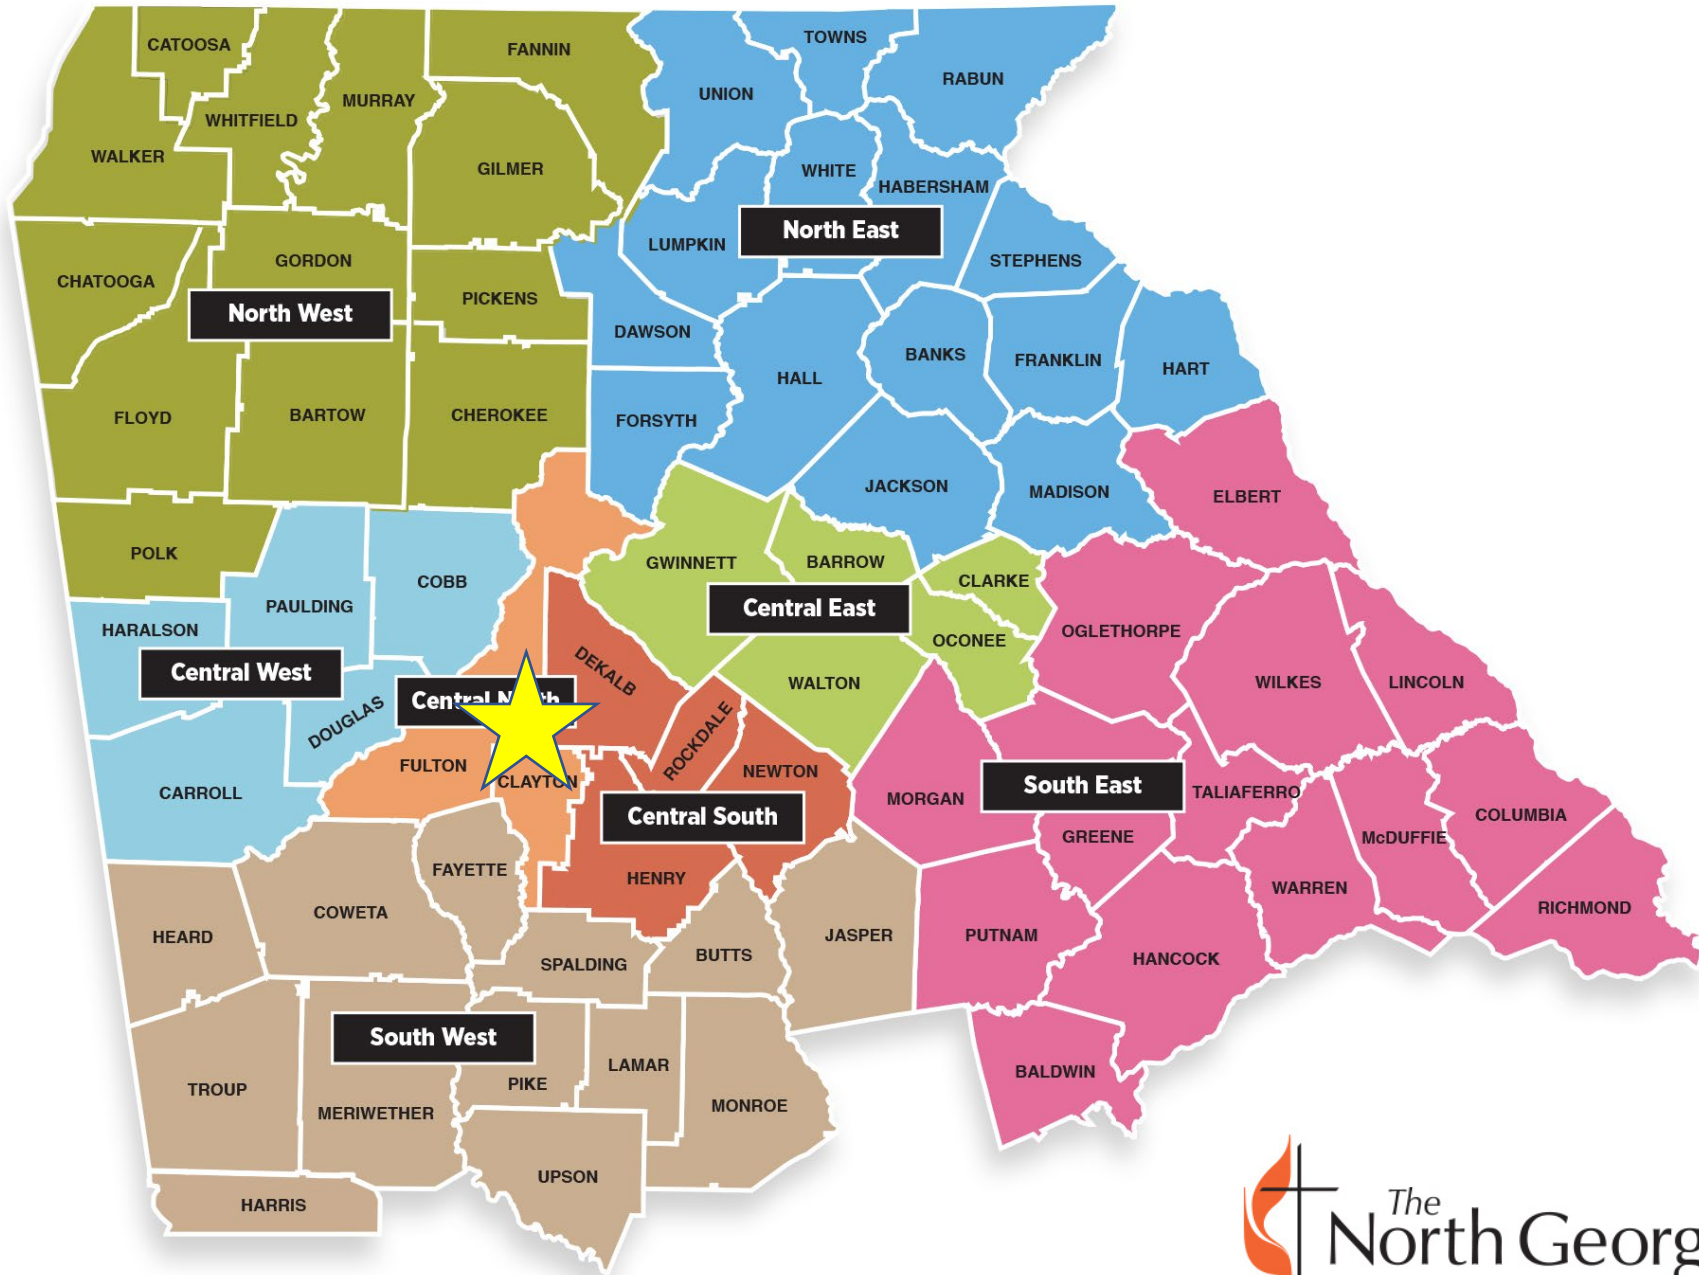 CATOOSA
FANNIN
TOWNS
RABUN
UNION
MURRAY
WHITFIELD
WALKER
GILMER
WHITE
HABERSHAM
North East
LUMPKIN
STEPHENS
GORDON
CHATOOGA
PICKENS
North West
DAWSON
BANKS
FRANKLIN
HART
HALL
FLOYD
BARTOW
CHEROKEE
FORSYTH
JACKSON
MADISON
ELBERT
POLK
GWINNETT
BARROW
COBB
CLARKE
PAULDING
Central East
HARALSON
OCONEE
OGLETHORPE
Central West
DEKALB
WALTON
WILKES
LINCOLN
Central
DOUGLAS
ROCKDALE
FULTON
CLAYTON
NEWTON
South East
CARROLL
MORGAN
TALIAFERRO
Central South
COLUMBIA
GREENE
McDUFFIE
FAYETTE
HENRY
WARREN
COWETA
RICHMOND
HEARD
JASPER
PUTNAM
BUTTS
SPALDING
HANCOCK
South West
LAMAR
BALDWIN
PIKE
TROUP
MERIWETHER
MONROE
UPSON
HARRIS
The
North Georg